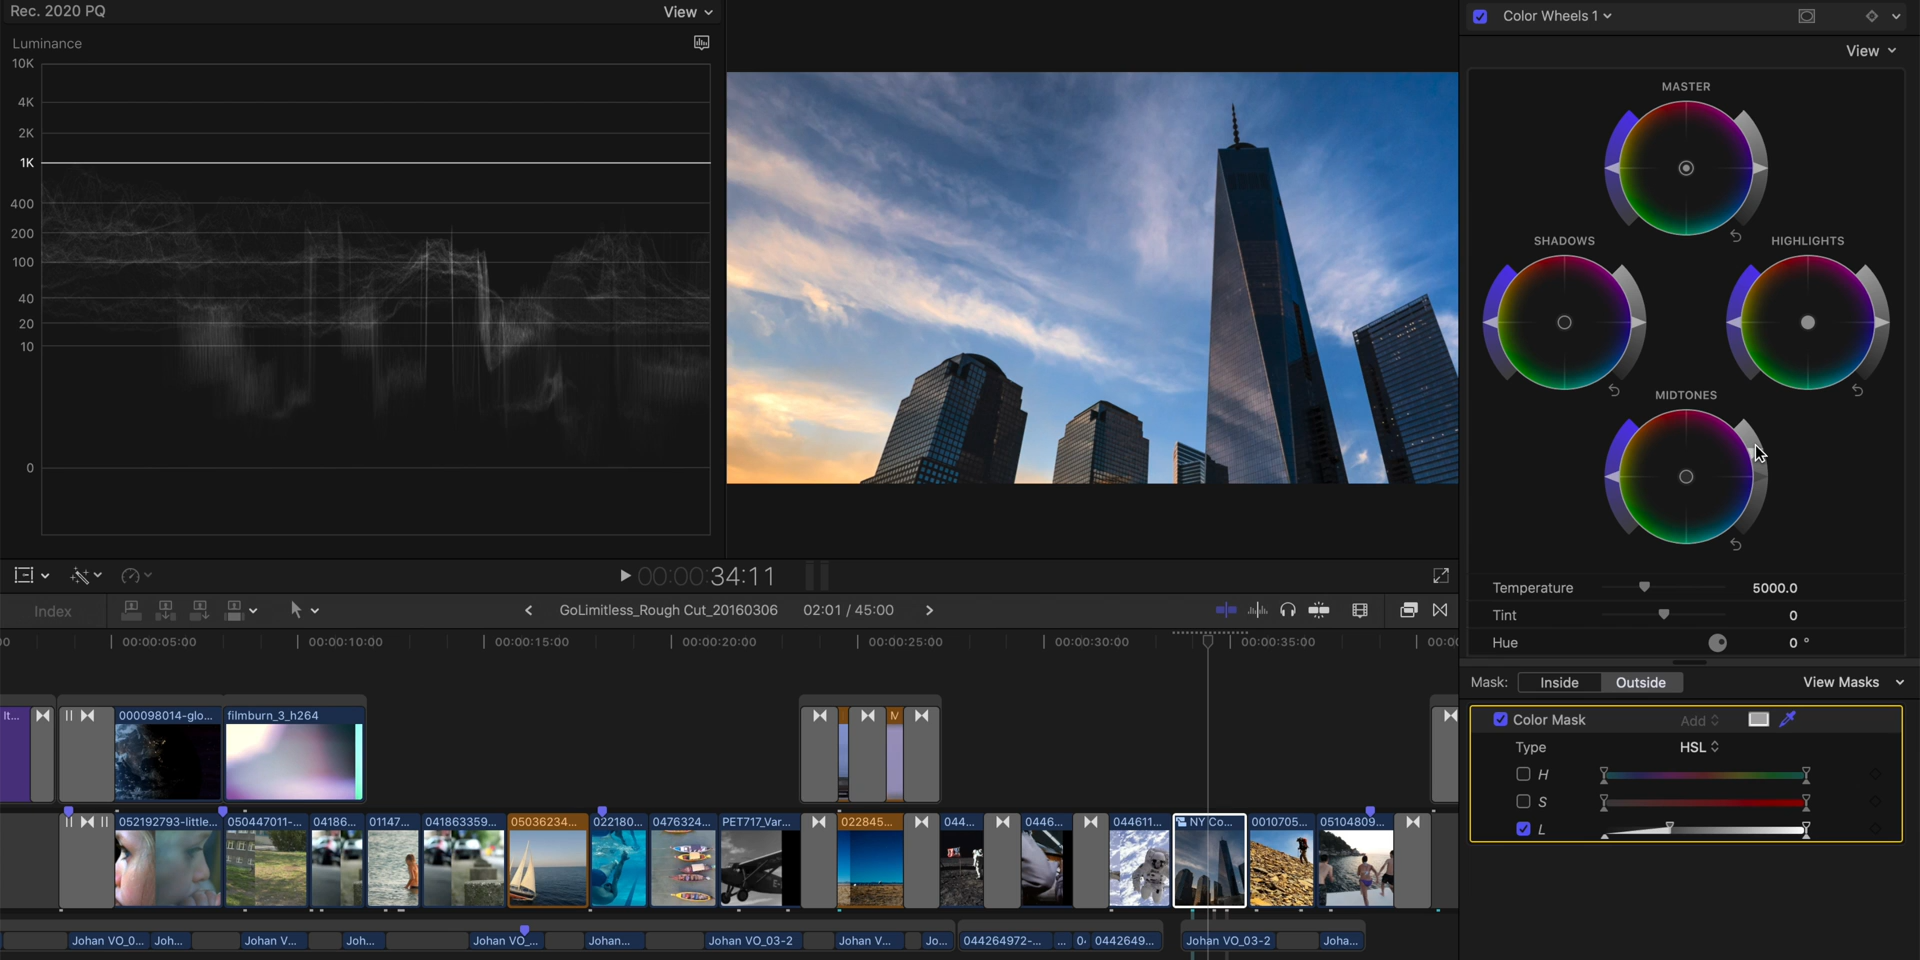 Rec. 2020 PQ
View
Luminance
10K
4K
2K
1K
400
200
100
40
20
10
0
Color Wheels 1
View
MASTER
SHADOWS
HIGHLIGHTS
MIDTONES
Temperature 5000.0
Tint 0
Hue 0 °
Mask: Inside Outside View Masks
Color Mask Add
Type HSL
H
S
L
00:00:00:34:11
Index
GoLimitless_Rough Cut_20160306 02:01 / 45:00
00:00:05:00 00:00:10:00 00:00:15:00 00:00:20:00 00:00:25:00 00:00:30:00 00:00:35:00
It... 000098014-glo... filmburn_3_h264 M
052192793-little... 050447011-... 04186... 01147... 041863359... 05036234... 022180... 0476324... PET717_Var... 022845... 044... 0446... 044611... NY Co... 0010705... 05104809...
Johan VO_0... Joh... Johan V... Joh... Johan VO_... Johan... Johan VO_03-2 Johan V... Jo... 044264972-... ... 0442649... Johan VO_03-2 Joha...